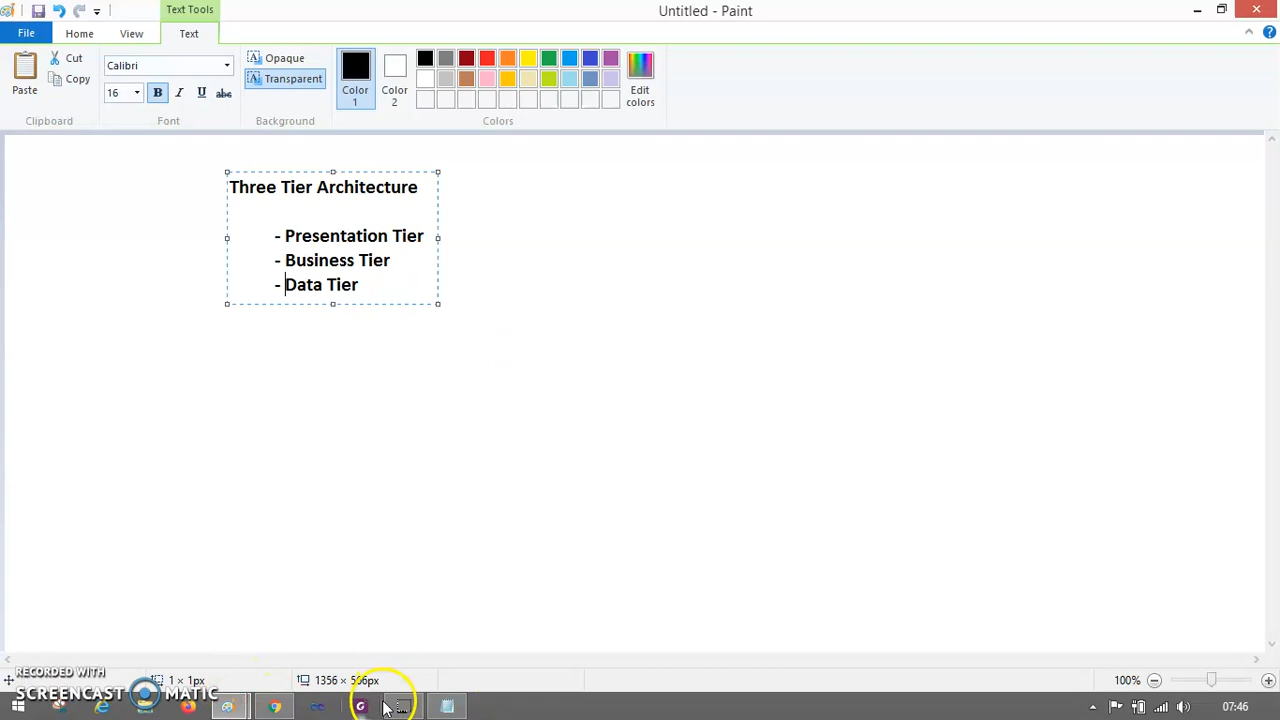 Text Tools
Untitled - Paint
File
Home
View
Text
Paste
Cut
Copy
Clipboard
Calibri
16
B
I
U
abc
Font
A Opaque
A Transparent
Background
Color 1
Color 2
Edit colors
Colors
Three Tier Architecture
- Presentation Tier
- Business Tier
- Data Tier
1 × 1px
1356 × 506px
100%
RECORDED WITH
SCREENCAST MATIC
07:46